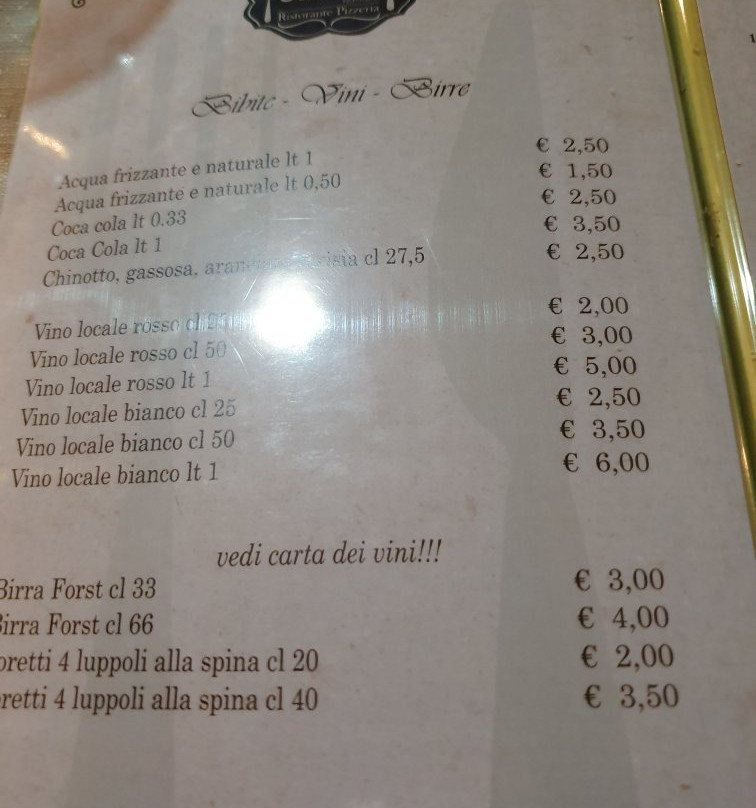 Ristorante Pizzeria
Bibite - Vini - Birre
Acqua frizzante e naturale lt 1 € 2,50
Acqua frizzante e naturale lt 0,50 € 1,50
Coca cola lt 0.33 € 2,50
Coca Cola lt 1 € 3,50
Chinotto, gassosa, cl 27,5 € 2,50
Vino locale rosso cl € 2,00
Vino locale rosso cl 50 € 3,00
Vino locale rosso lt 1 € 5,00
Vino locale bianco cl 25 € 2,50
Vino locale bianco cl 50 € 3,50
Vino locale bianco lt 1 € 6,00
vedi carta dei vini!!!
Birra Forst cl 33 € 3,00
Birra Forst cl 66 € 4,00
oretti 4 luppoli alla spina cl 20 € 2,00
retti 4 luppoli alla spina cl 40 € 3,50